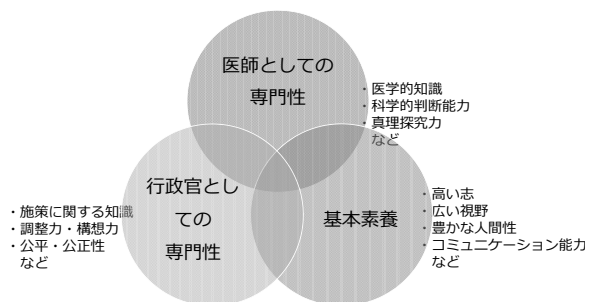 医師としての
専門性
・医学的知識
・科学的判断能力
・真理探究力
など
行政官とし
ての
専門性
・施策に関する知識
・調整力・構想力
・公平・公正性
など
基本素養
・高い志
・広い視野
・豊かな人間性
・コミュニケーション能力
など